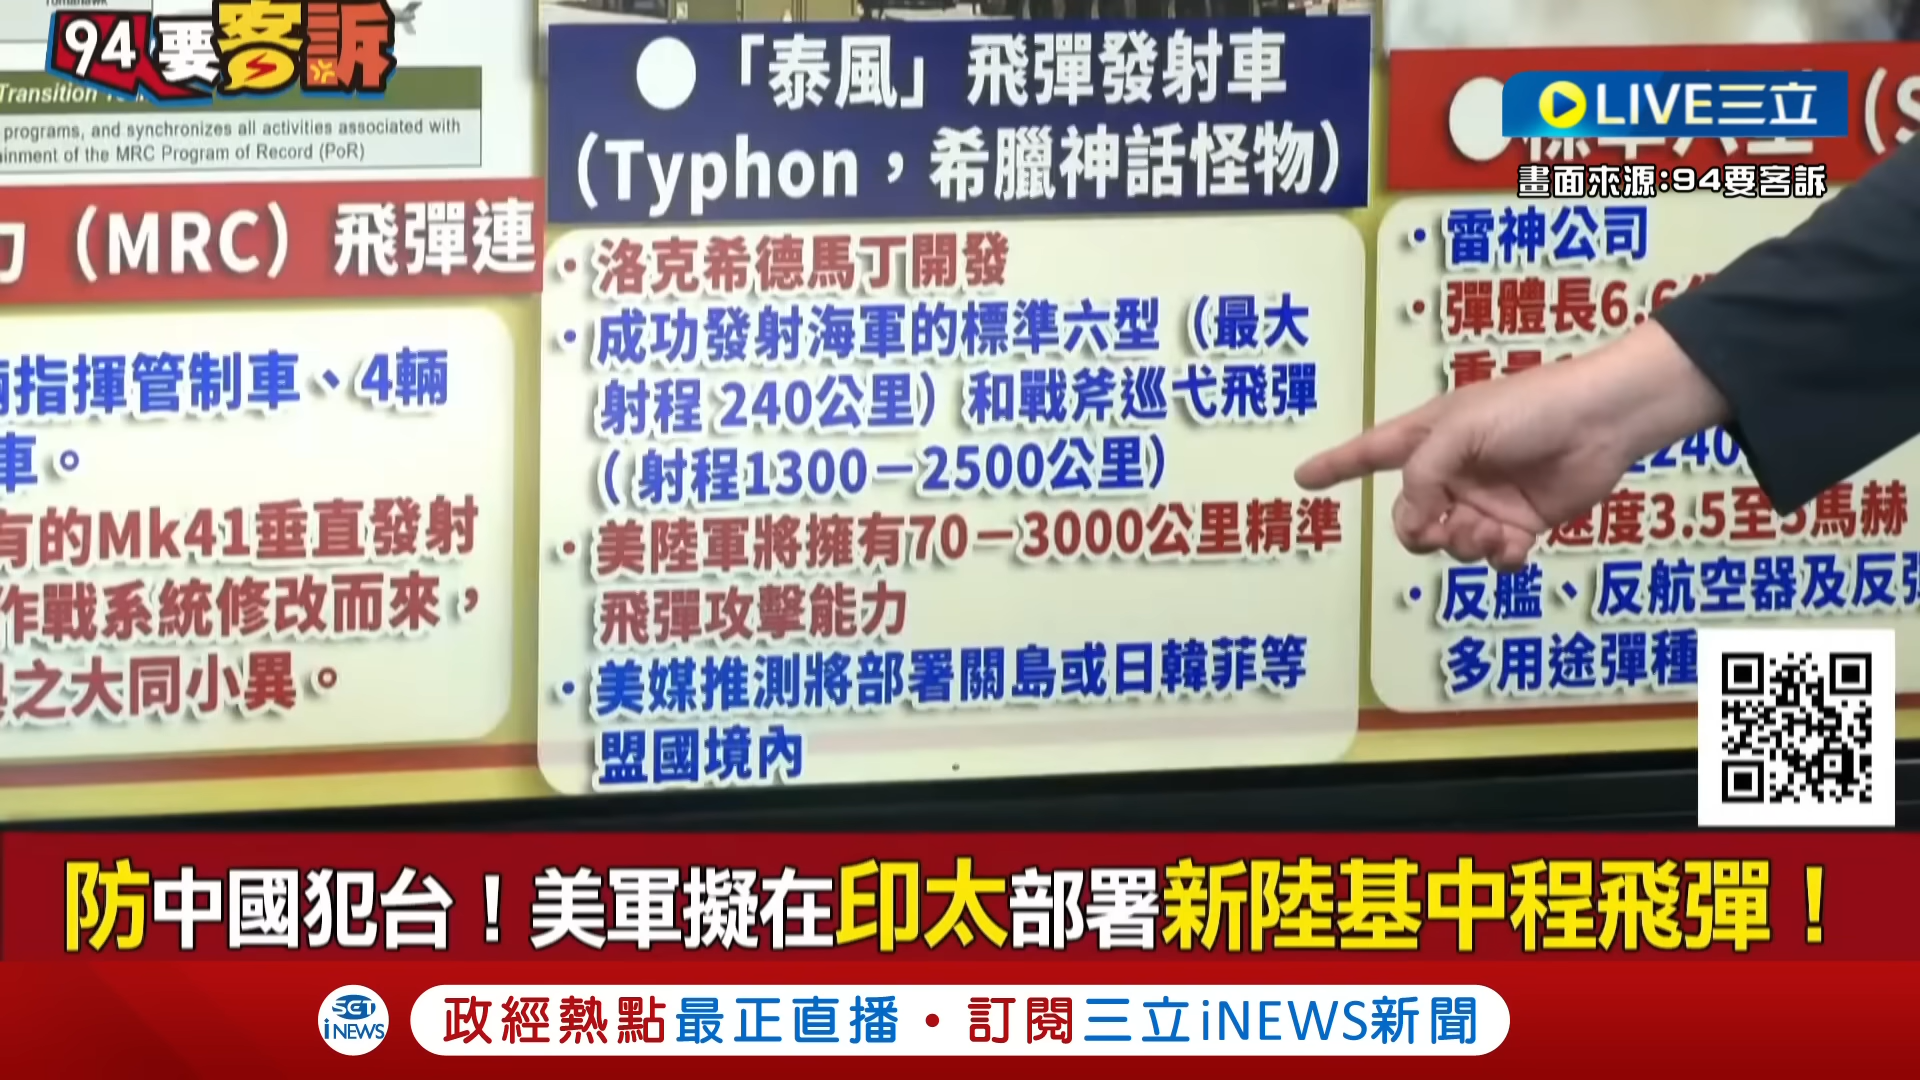 94要客訴
Transition
programs, and synchronizes all activities associated with
inment of the MRC Program of Record (PoR)
（MRC）飛彈連
指揮管制車、4輛
車。
有的Mk41垂直發射
作戰系統修改而來，
之大同小異。
●「泰風」飛彈發射車
（Typhon，希臘神話怪物）
・洛克希德馬丁開發
・成功發射海軍的標準六型（最大
射程 240公里）和戰斧巡弋飛彈
（ 射程1300－2500公里）
・美陸軍將擁有70－3000公里精準
飛彈攻擊能力
・美媒推測將部署關島或日韓菲等
盟國境內
LIVE三立
畫面來源:94要客訴
・雷神公司
・彈體長6.6
240
速度3.5至5馬赫
・反艦、反航空器及反彈
多用途彈種
防中國犯台！美軍擬在印太部署新陸基中程飛彈！
SET
iNEWS
政經熱點最正直播・訂閱三立iNEWS新聞